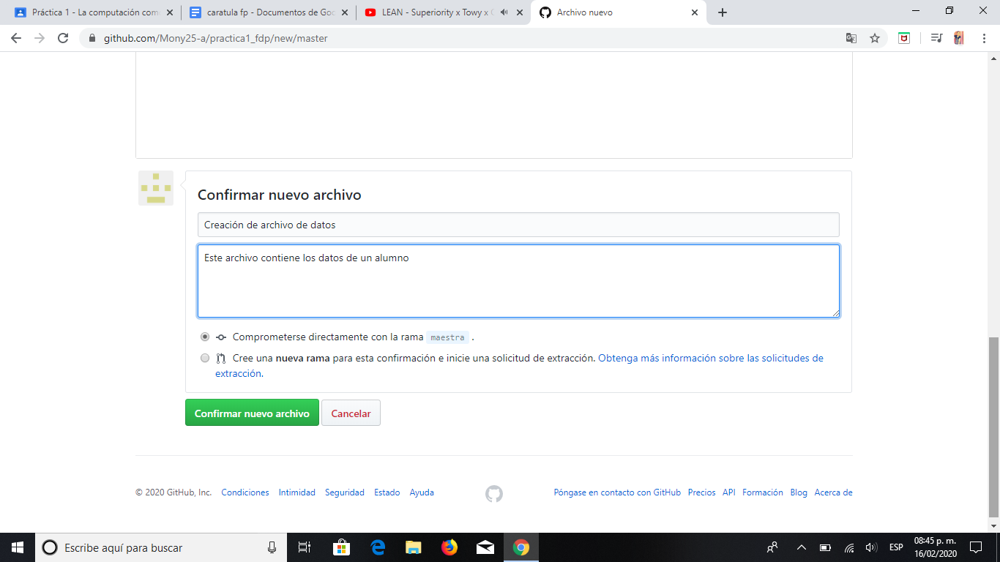 Práctica 1 - La computación com
caratula fp - Documentos de Goo
LEAN - Superiority x Towy x
Archivo nuevo
github.com/Mony25-a/practica1_fdp/new/master
Confirmar nuevo archivo
Creación de archivo de datos
Este archivo contiene los datos de un alumno
Comprometerse directamente con la rama maestra .
Cree una nueva rama para esta confirmación e inicie una solicitud de extracción. Obtenga más información sobre las solicitudes de
extracción.
Confirmar nuevo archivo Cancelar
© 2020 GitHub, Inc. Condiciones Intimidad Seguridad Estado Ayuda Póngase en contacto con GitHub Precios API Formación Blog Acerca de
Escribe aquí para buscar
ESP
08:45 p. m.
16/02/2020